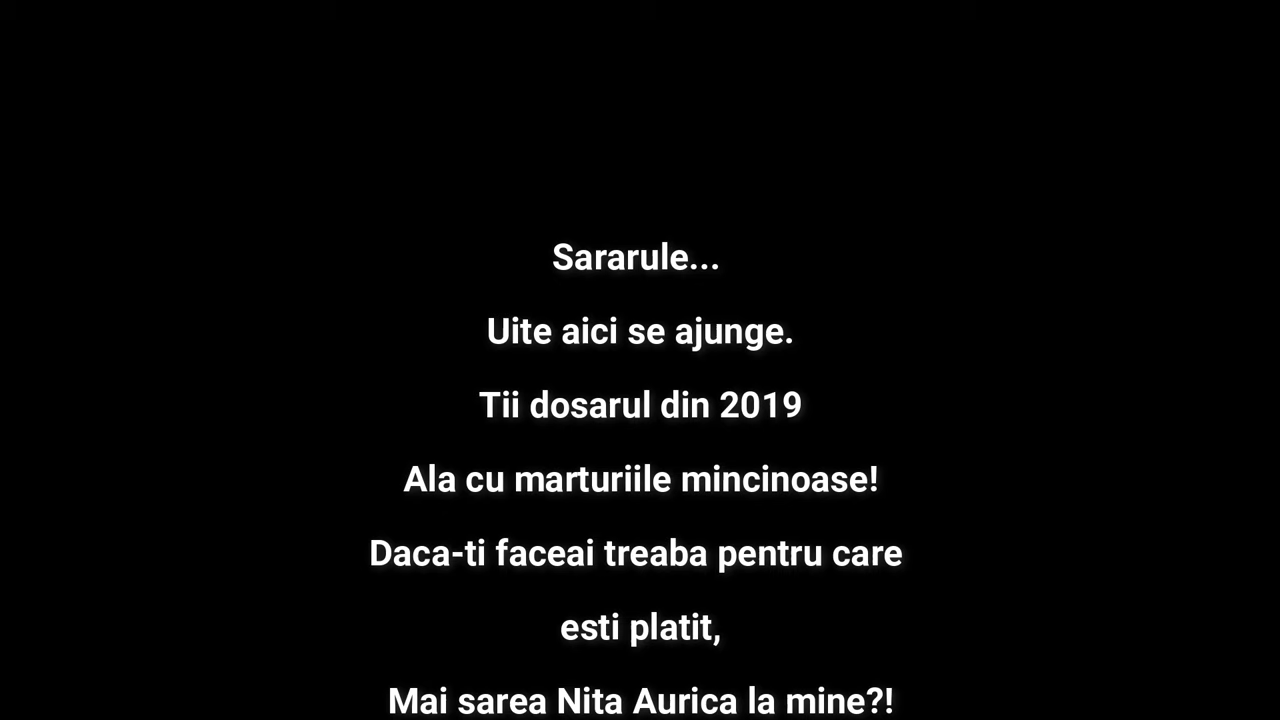 Sararule...
Uite aici se ajunge.
Tii dosarul din 2019
Ala cu marturiile mincinoase!
Daca-ti faceai treaba pentru care
esti platit,
Mai sarea Nita Aurica la mine?!